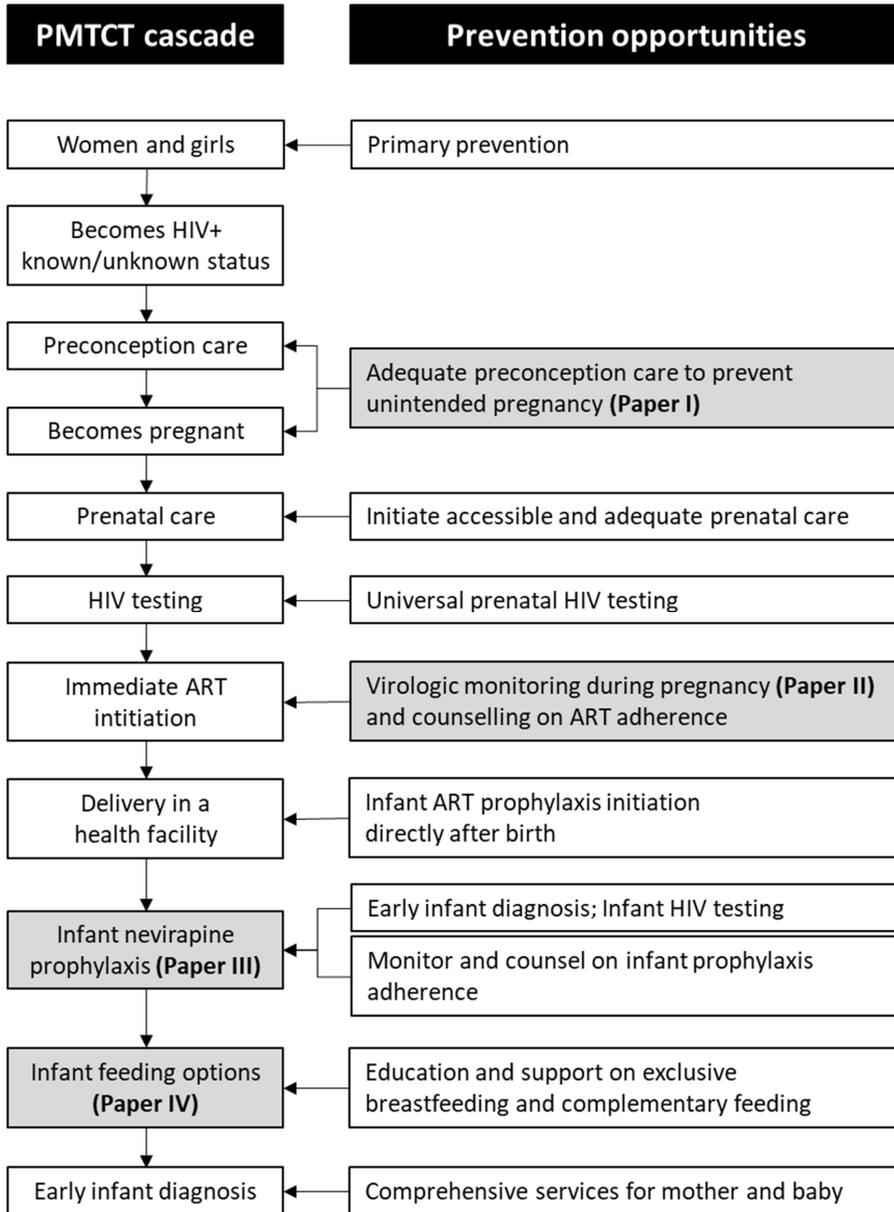 PMTCT cascade
Prevention opportunities
Women and girls
Primary prevention
Becomes HIV+
known/unknown status
Preconception care
Adequate preconception care to prevent
unintended pregnancy (Paper I)
Becomes pregnant
Prenatal care
Initiate accessible and adequate prenatal care
HIV testing
Universal prenatal HIV testing
Immediate ART
intitiation
Virologic monitoring during pregnancy (Paper II)
and counselling on ART adherence
Delivery in a
health facility
Infant ART prophylaxis initiation
directly after birth
Infant nevirapine
prophylaxis (Paper III)
Early infant diagnosis; Infant HIV testing
Monitor and counsel on infant prophylaxis
adherence
Infant feeding options
(Paper IV)
Education and support on exclusive
breastfeeding and complementary feeding
Early infant diagnosis
Comprehensive services for mother and baby